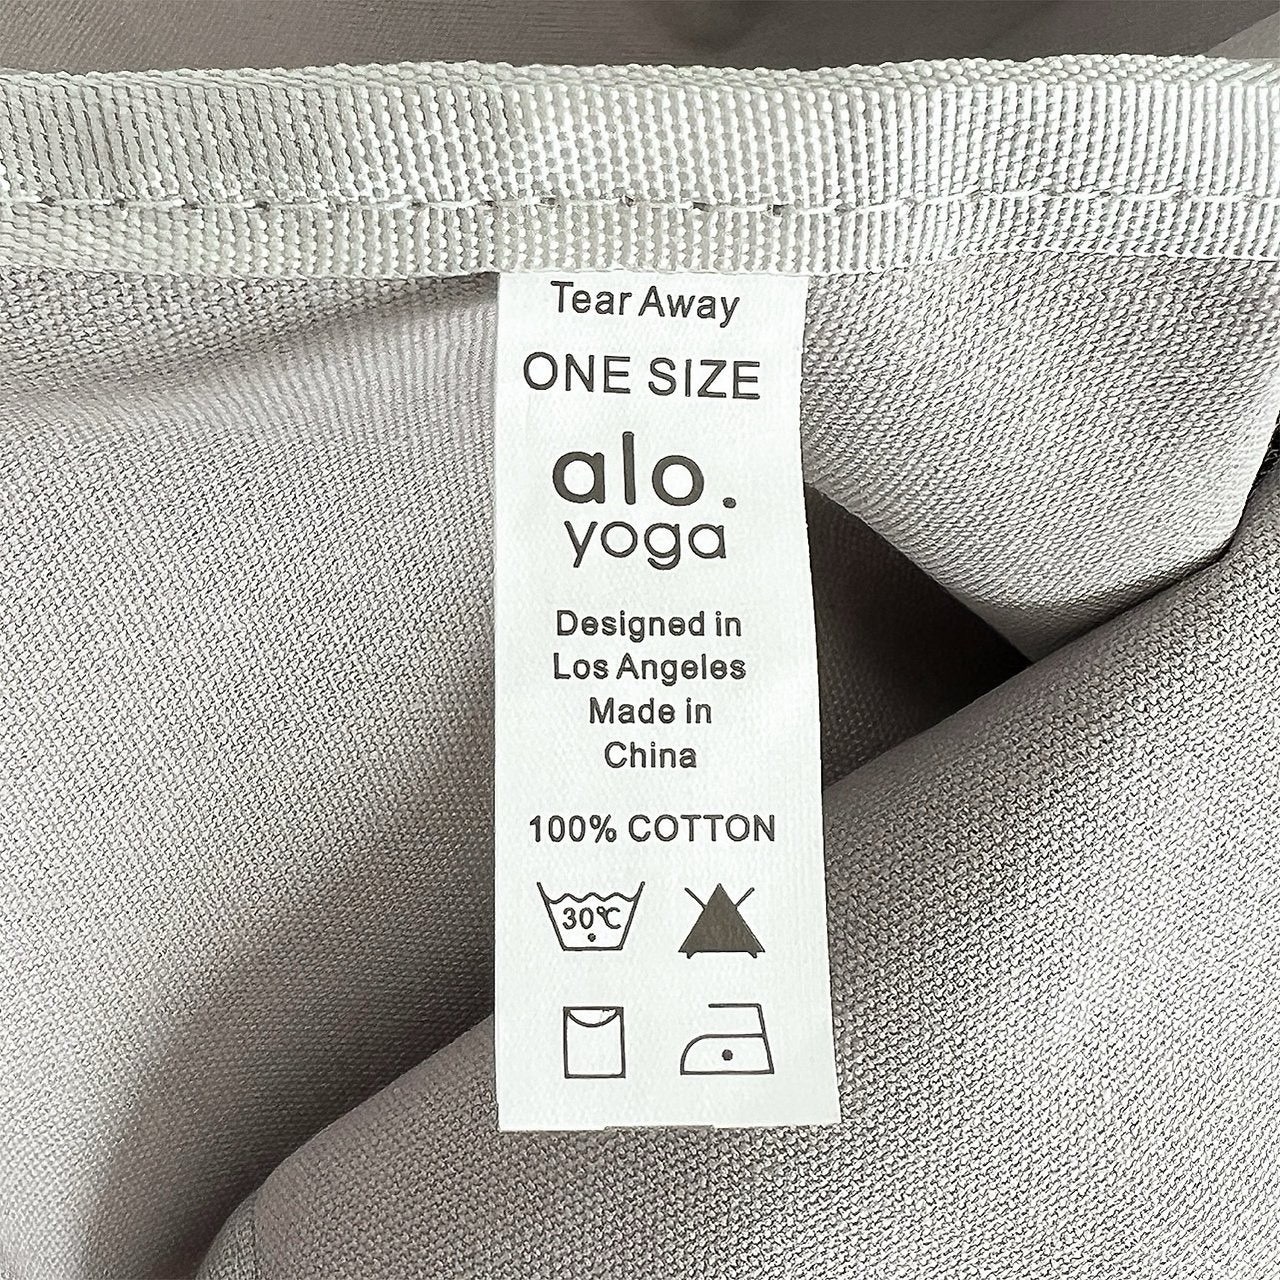 Tear Away
ONE SIZE
alo.
yoga
Designed in
Los Angeles
Made in
China
100% COTTON
30℃